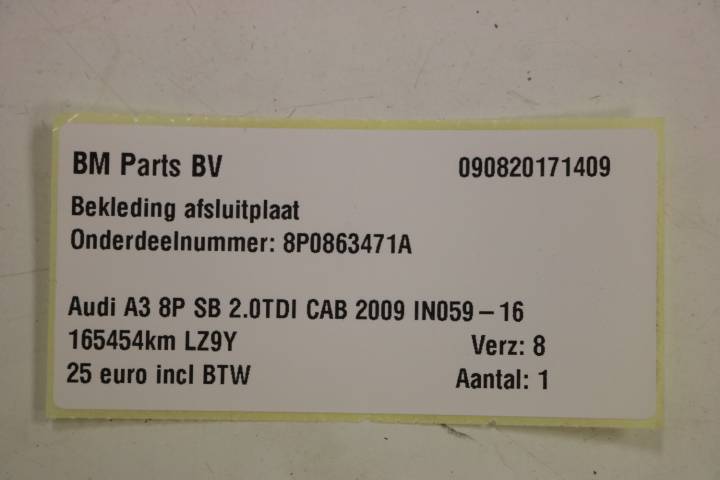 BM Parts BV 090820171409
Bekleding afsluitplaat
Onderdeelnummer: 8P0863471A
Audi A3 8P SB 2.0TDI CAB 2009 IN059-16
165454km LZ9Y Verz: 8
25 euro incl BTW Aantal: 1